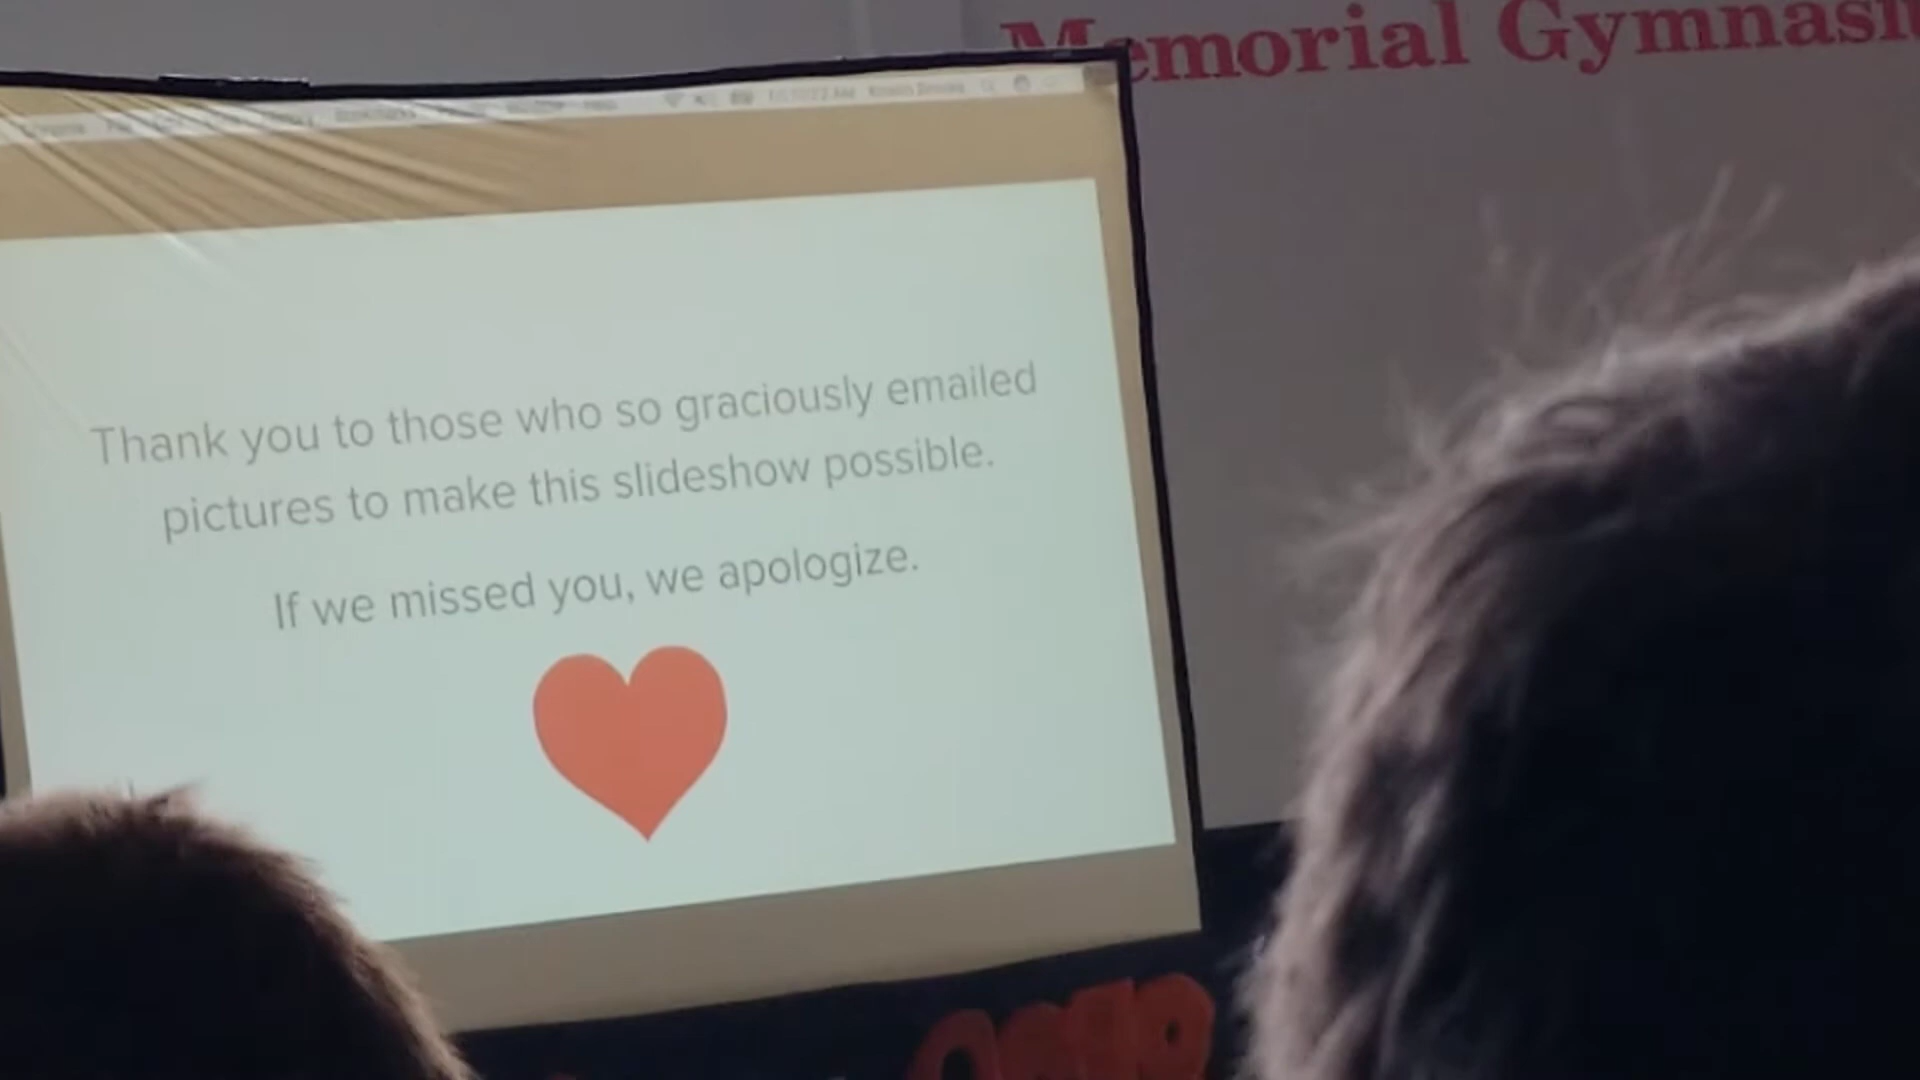 Memorial Gymnasi
Thank you to those who so graciously emailed
pictures to make this slideshow possible.
If we missed you, we apologize.